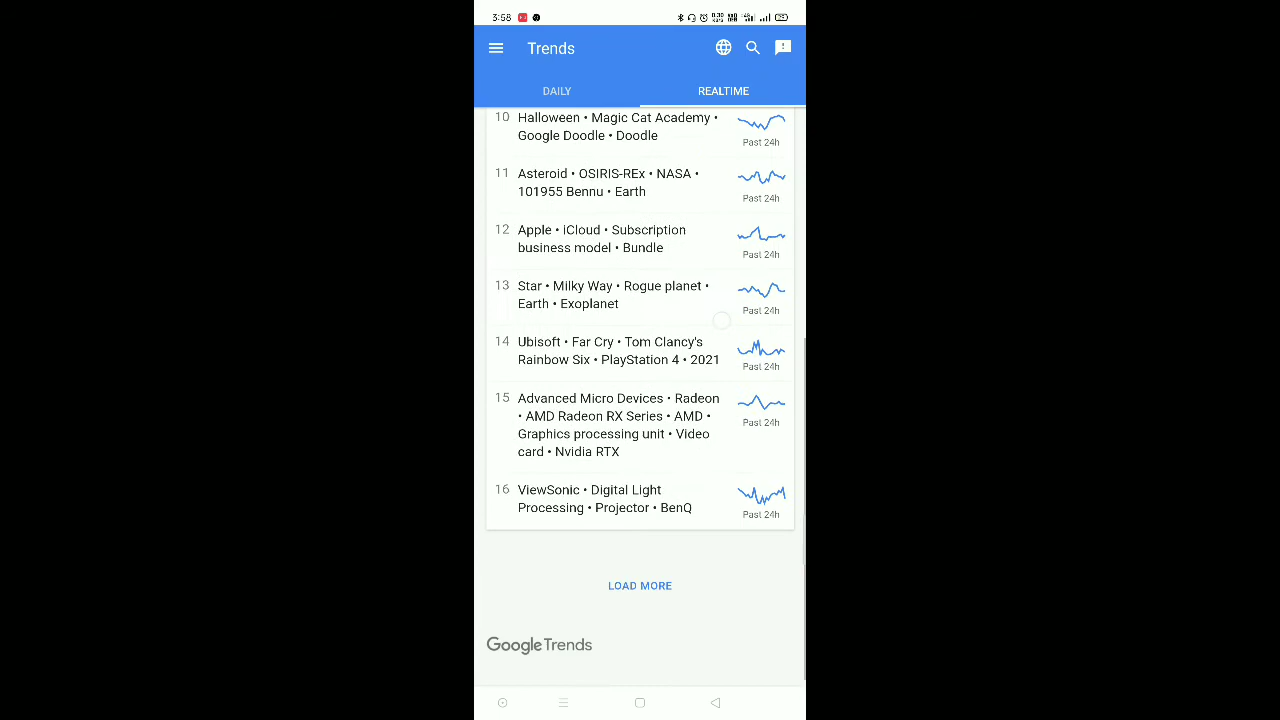 3:58
Trends
DAILY
REALTIME
10 Halloween • Magic Cat Academy •
Google Doodle • Doodle
Past 24h
11 Asteroid • OSIRIS-REx • NASA •
101955 Bennu • Earth
Past 24h
12 Apple • iCloud • Subscription
business model • Bundle
Past 24h
13 Star • Milky Way • Rogue planet •
Earth • Exoplanet
Past 24h
14 Ubisoft • Far Cry • Tom Clancy's
Rainbow Six • PlayStation 4 • 2021
Past 24h
15 Advanced Micro Devices • Radeon
• AMD Radeon RX Series • AMD •
Graphics processing unit • Video
card • Nvidia RTX
Past 24h
16 ViewSonic • Digital Light
Processing • Projector • BenQ
Past 24h
LOAD MORE
Google Trends